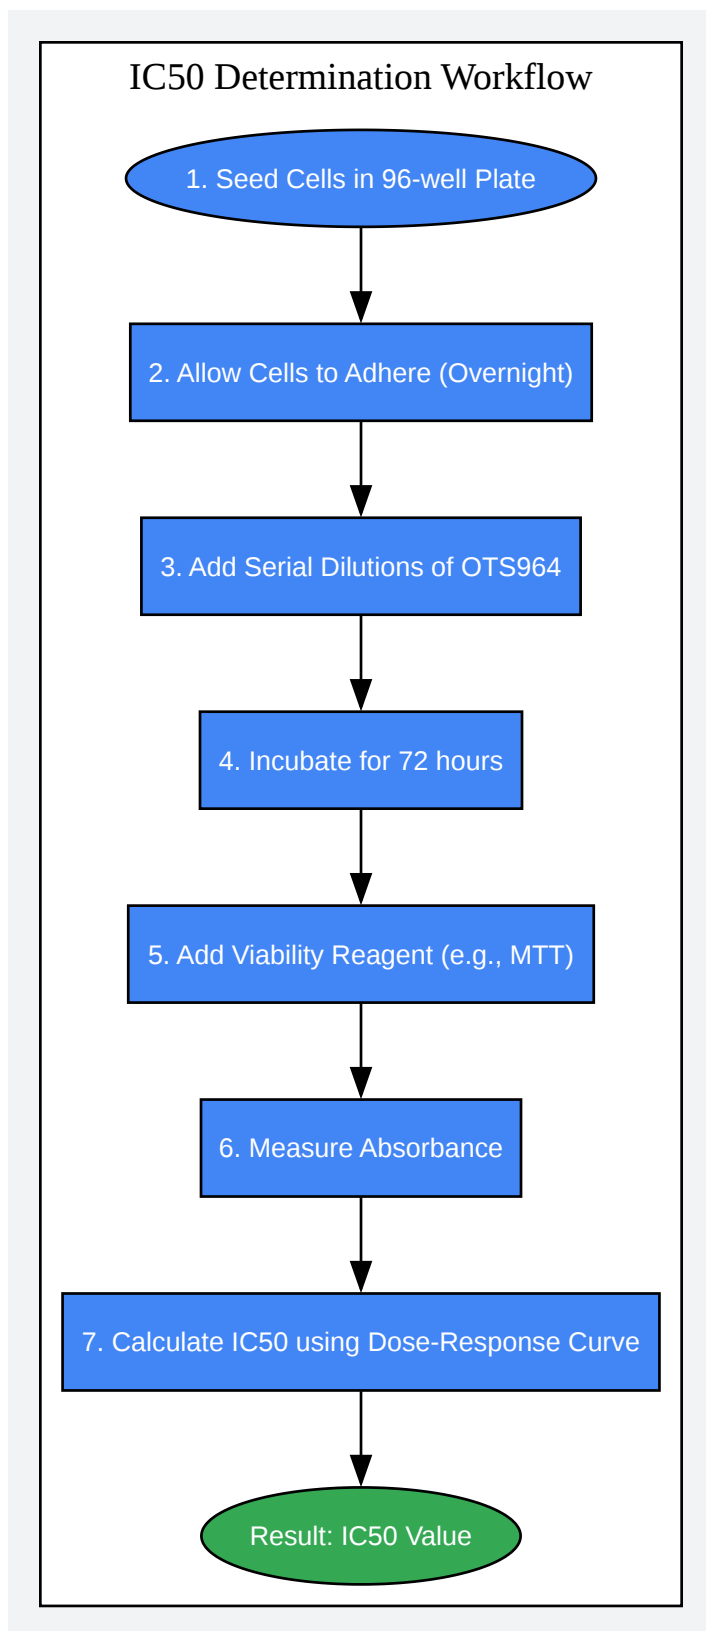 IC50 Determination Workflow
1. Seed Cells in 96-well Plate
2. Allow Cells to Adhere (Overnight)
3. Add Serial Dilutions of OTS964
4. Incubate for 72 hours
5. Add Viability Reagent (e.g., MTT)
6. Measure Absorbance
7. Calculate IC50 using Dose-Response Curve
Result: IC50 Value